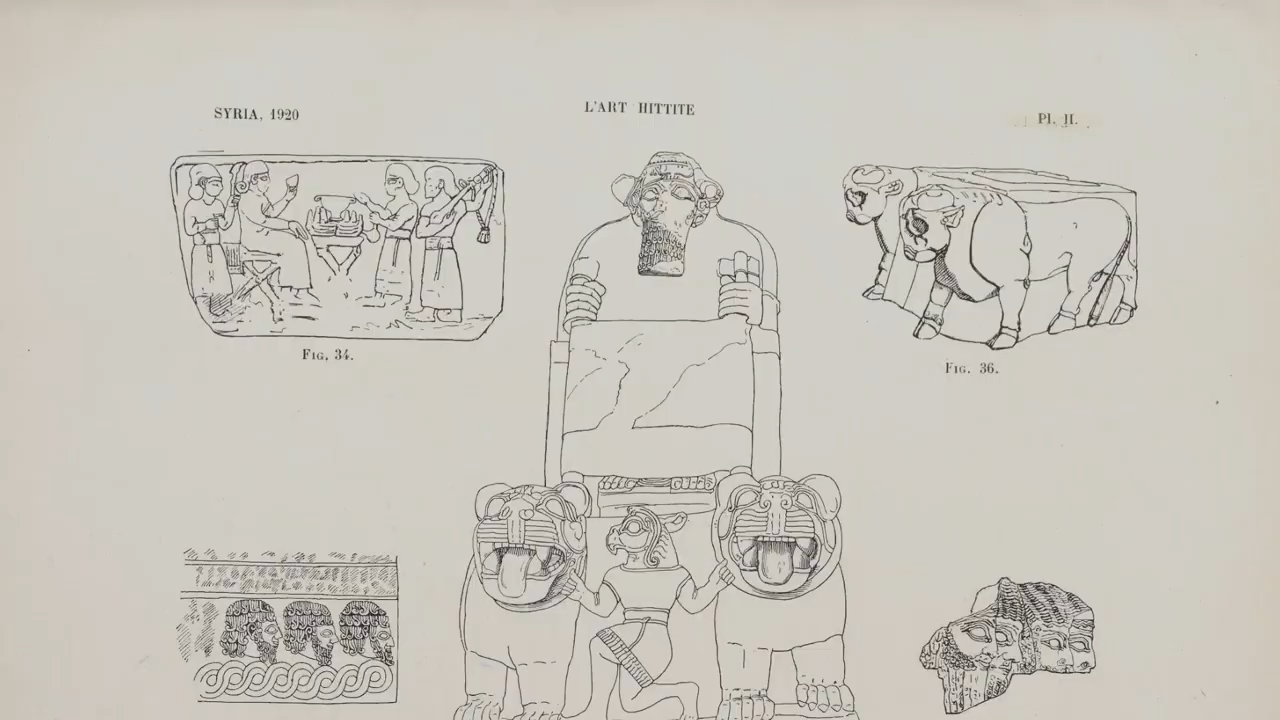 SYRIA, 1920
L'ART HITTITE
Pl. II.
Fig. 34.
Fig. 36.